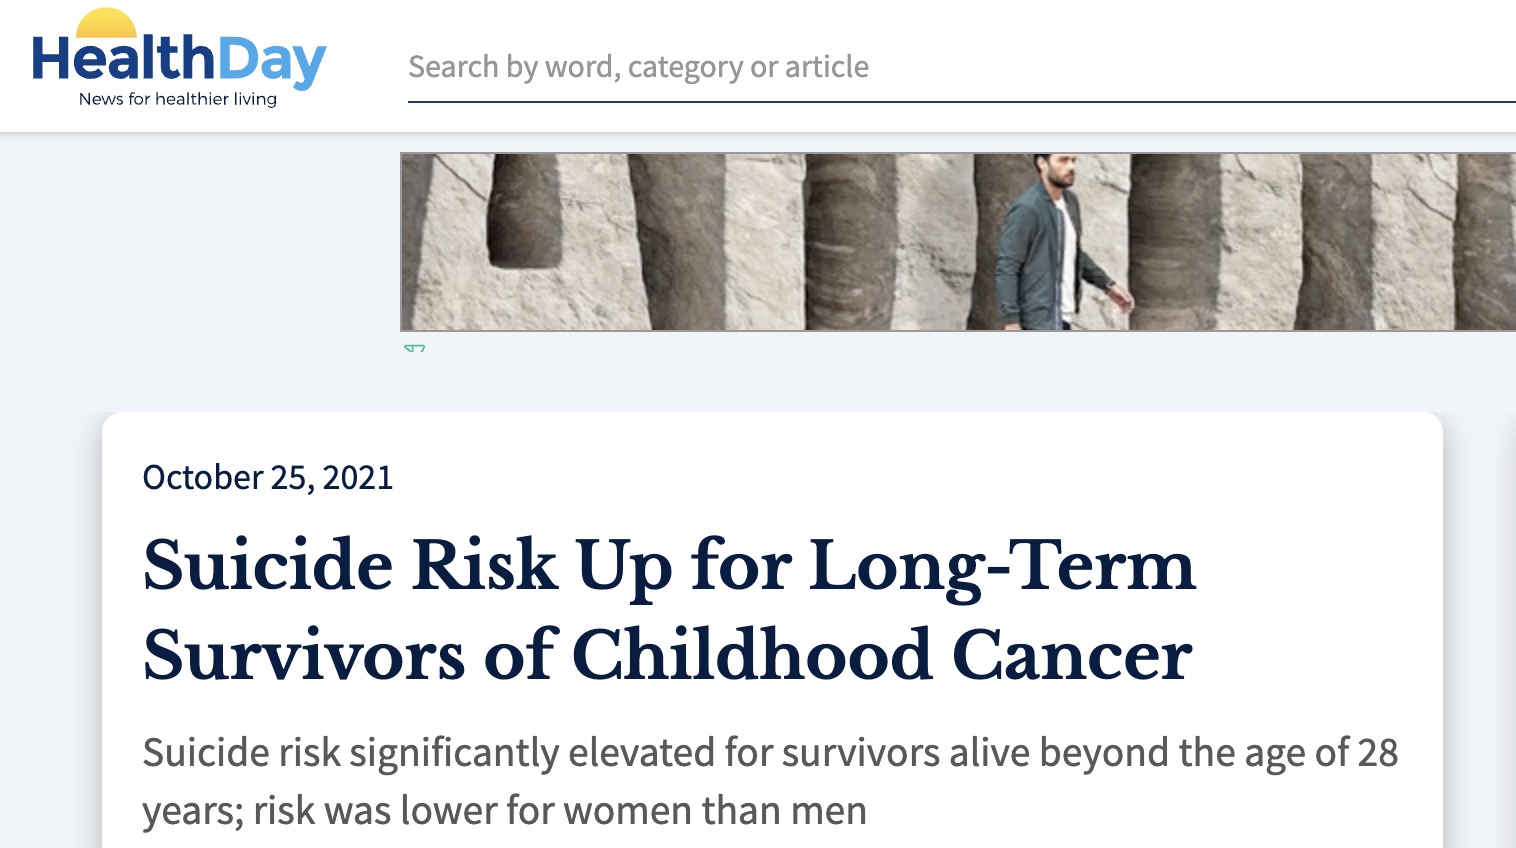 HealthDay
News for healthier living
Search by word, category or article
October 25, 2021
Suicide Risk Up for Long-Term
Survivors of Childhood Cancer
Suicide risk significantly elevated for survivors alive beyond the age of 28
years; risk was lower for women than men